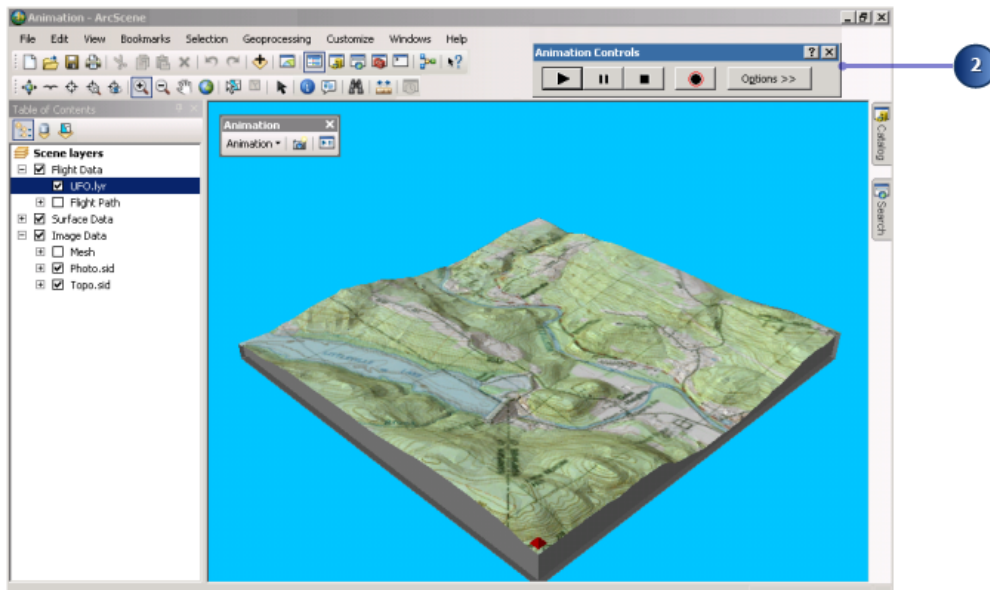 Animation - ArcScene
File Edit View Bookmarks Selection Geoprocessing Customize Windows Help
Animation Controls
Options >>
2
Table of Contents
Animation
Animation
Scene layers
Flight Data
UFO.lyr
Flight Path
Surface Data
Image Data
Mesh
Photo.sid
Topo.sid
Catalog
Search